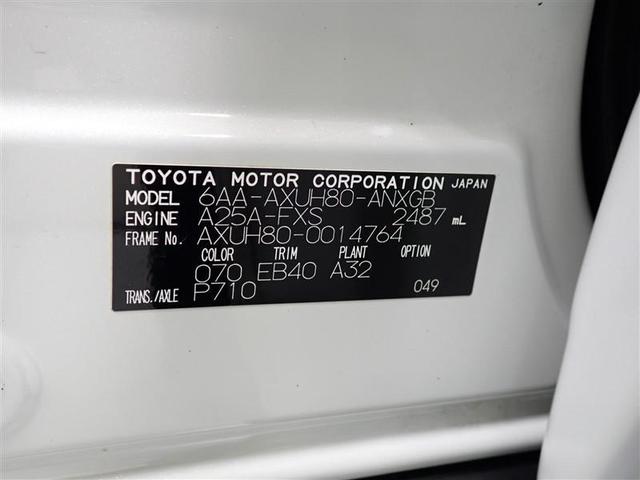 TOYOTA MOTOR CORPORATION JAPAN
MODEL 6AA-AXUH80-ANXGB
ENGINE A25A-FXS 2487 mL
FRAME No. AXUH80-0014764
COLOR TRIM PLANT OPTION
070 EB40 A32
TRANS./AXLE P710 049